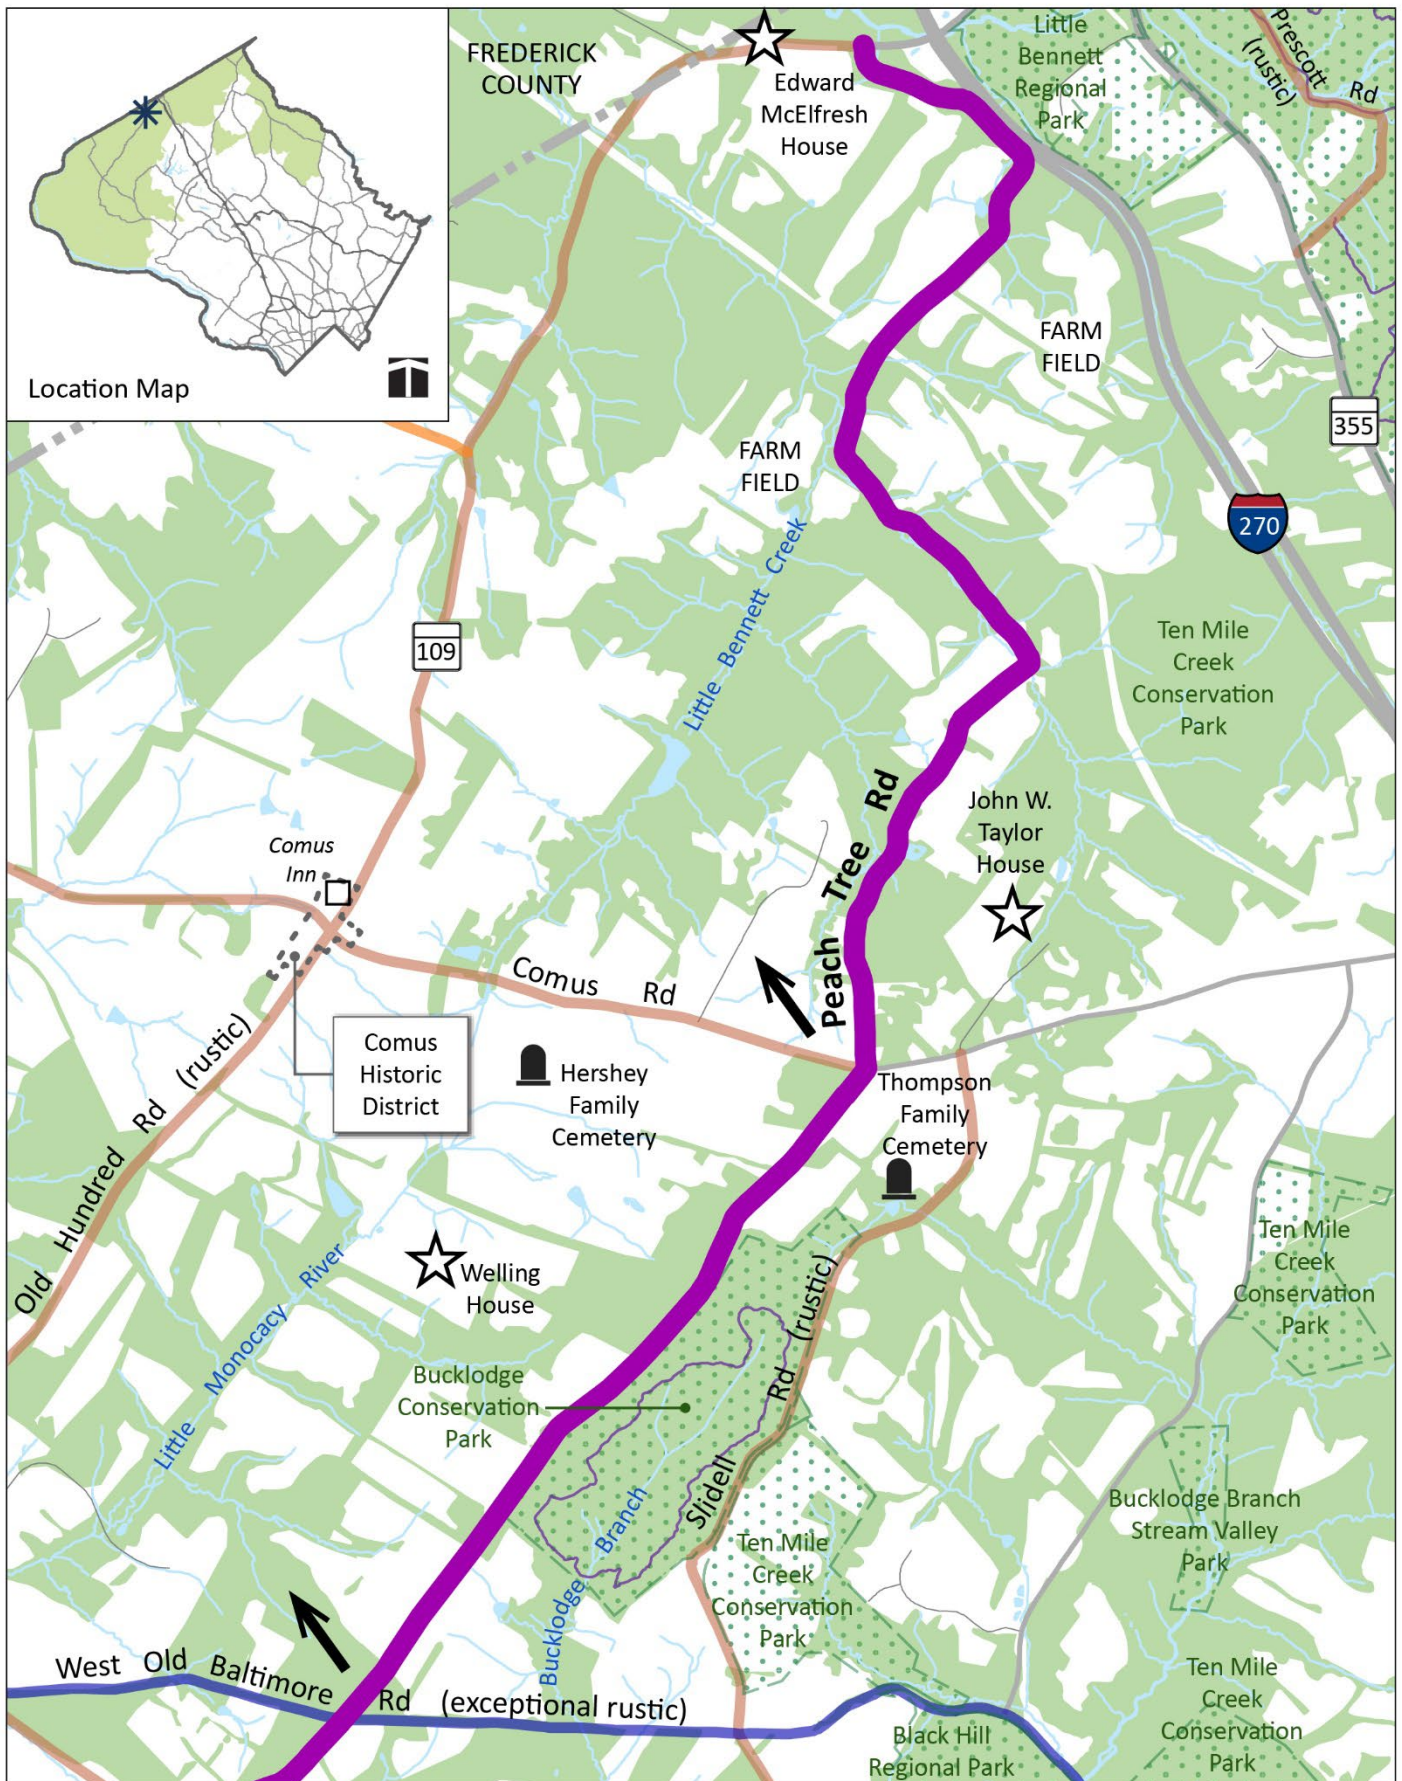 Location Map
FREDERICK
COUNTY
Edward
McElfresh
House
Little
Bennett
Regional
Park
Prescott Rd
(rustic)
FARM
FIELD
355
FARM
FIELD
270
Little Bennett Creek
109
Ten Mile
Creek
Conservation
Park
Peach Tree Rd
John W.
Taylor
House
Comus
Inn
Comus Rd
Comus
Historic
District
Old Hundred Rd (rustic)
Hershey
Family
Cemetery
Thompson
Family
Cemetery
Welling
House
Little Monocacy River
Ten Mile
Creek
Conservation
Park
Bucklodge
Conservation
Park
Slidell Rd (rustic)
Bucklodge Branch
Bucklodge Branch
Stream Valley
Park
Ten Mile
Creek
Conservation
Park
West Old Baltimore Rd (exceptional rustic)
Black Hill
Regional Park
Ten Mile
Creek
Conservation
Park